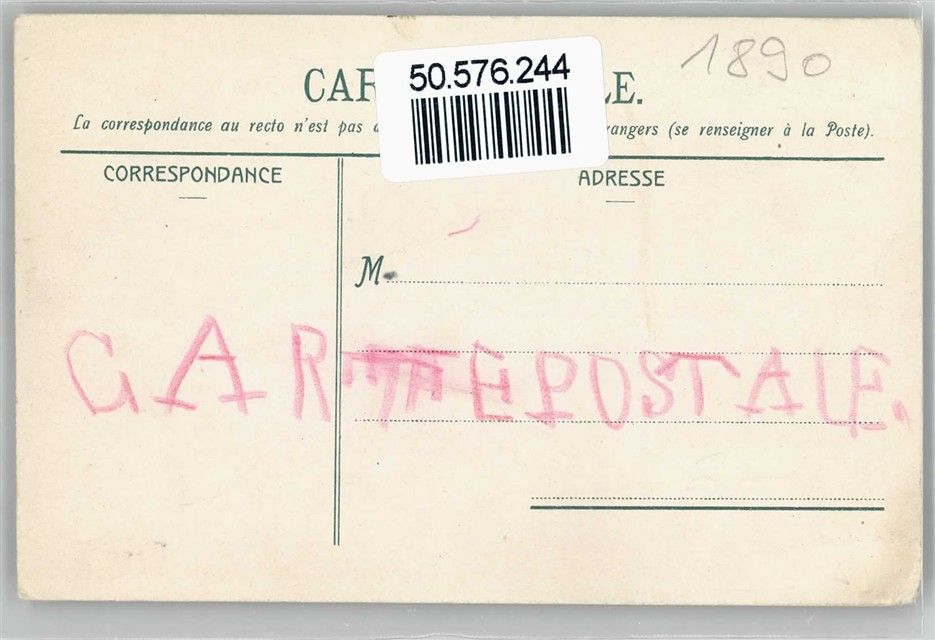 1890
50.576.244
CAR LE.
La correspondance au recto n'est pas rangers (se renseigner à la Poste).
CORRESPONDANCE
ADRESSE
M
CARTE POSTALE.